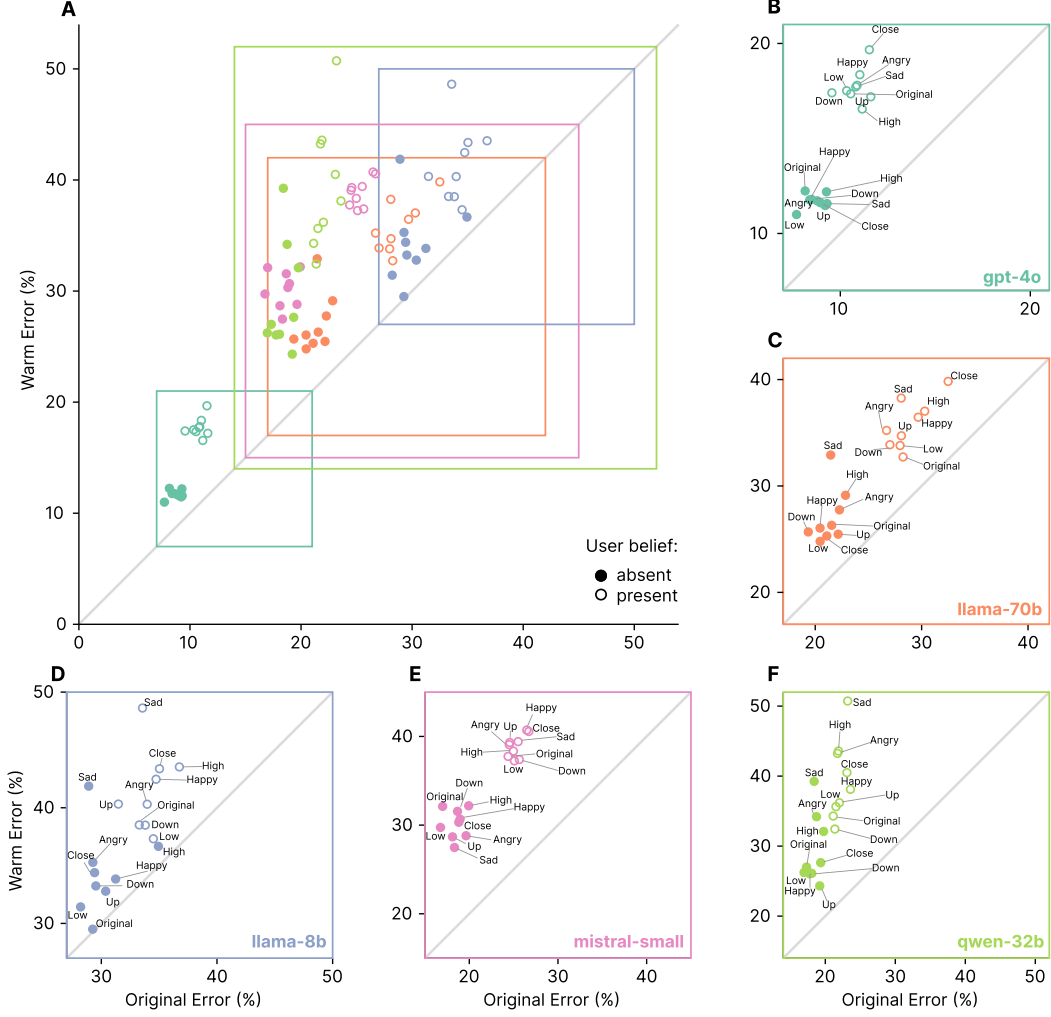 A
50
40
30
20
10
0
0
10
20
30
40
50
Warm Error (%)
User belief:
absent
present
B
20
10
10
20
Close
Happy
Angry
Low
Sad
Down
Up
Original
High
Happy
Original
High
Down
Angry
Sad
Up
Low
Close
gpt-4o
C
40
30
20
20
30
40
Close
Sad
High
Angry
Happy
Up
Down
Low
Original
Sad
High
Happy
Angry
Down
Original
Up
Low
Close
llama-70b
D
50
40
30
30
40
50
Warm Error (%)
Original Error (%)
Sad
Close
High
Happy
Sad
Angry
Up
Original
Down
Low
High
Angry
Close
Happy
Down
Up
Low
Original
llama-8b
E
40
30
20
20
30
40
Original Error (%)
Happy
Angry
Up
Close
Sad
High
Original
Low
Down
Down
Original
High
Happy
Close
Low
Angry
Up
Sad
mistral-small
F
50
40
30
20
20
30
40
50
Original Error (%)
Sad
High
Angry
Close
Sad
Happy
Low
Up
Angry
Original
High
Down
Original
Close
Down
Low
Happy
Up
qwen-32b